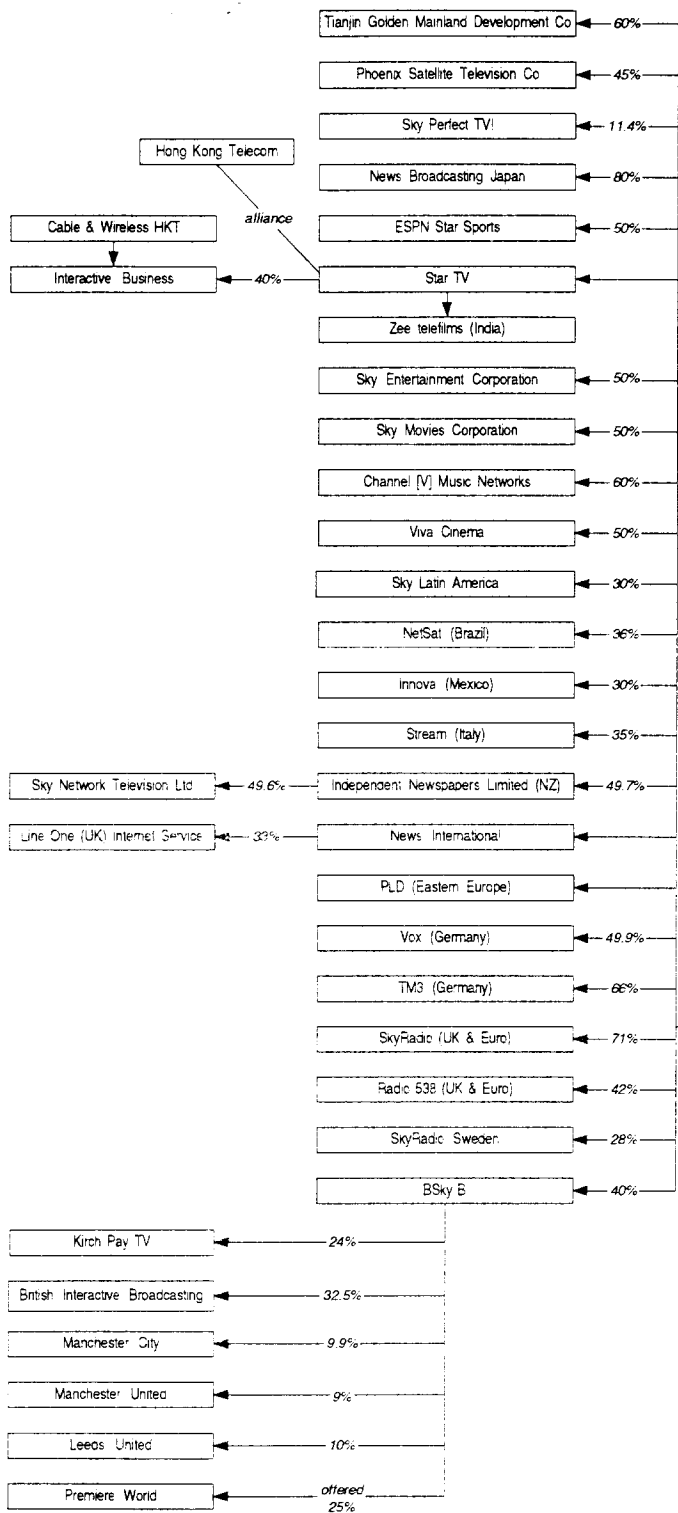 Tianjin Golden Mainland Development Co 60%
Phoenix Satellite Television Co 45%
Sky Perfect TV! 11.4%
Hong Kong Telecom
News Broadcasting Japan 80%
alliance
Cable & Wireless HKT
ESPN Star Sports 50%
Interactive Business 40% Star TV
Zee telefilms (India)
Sky Entertainment Corporation 50%
Sky Movies Corporation 50%
Channel [V] Music Networks 60%
Viva Cinema 50%
Sky Latin America 30%
NetSat (Brazil) 36%
Innova (Mexico) 30%
Stream (Italy) 35%
Sky Network Television Ltd 49.6% Independent Newspapers Limited (NZ) 49.7%
Line One (UK) Internet Service 33% News International
PLD (Eastern Europe)
Vox (Germany) 49.9%
TM3 (Germany) 66%
SkyRadio (UK & Euro) 71%
Radio 538 (UK & Euro) 42%
SkyRadio Sweden 28%
BSky B 40%
Kirch Pay TV 24%
British Interactive Broadcasting 32.5%
Manchester City 9.9%
Manchester United 9%
Leeds United 10%
Premiere World offered
25%